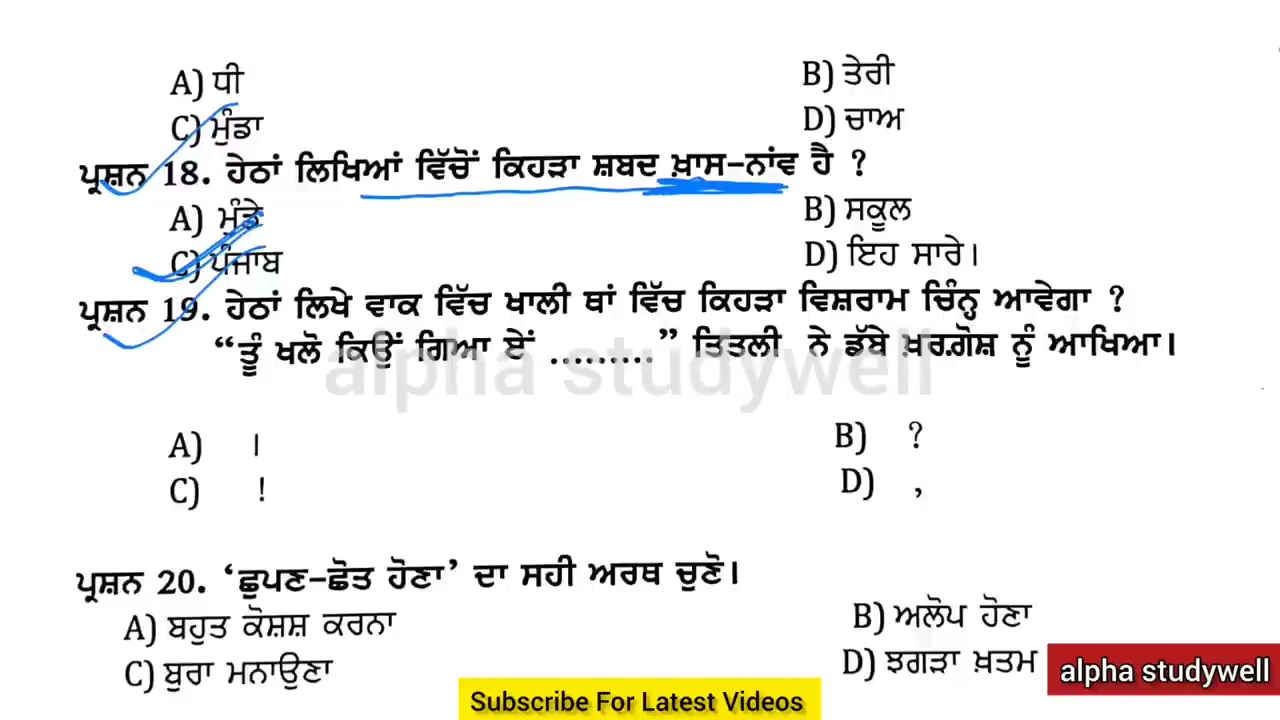 A) ਧੀ B) ਤੇਰੀ
C) ਮੁੰਡਾ D) ਚਾਅ
ਪ੍ਰਸ਼ਨ 18. ਹੇਠਾਂ ਲਿਖਿਆਂ ਵਿੱਚੋਂ ਕਿਹੜਾ ਸ਼ਬਦ ਖ਼ਾਸ-ਨਾਂਵ ਹੈ ?
A) ਮੁੰਡੇ B) ਸਕੂਲ
C) ਪੰਜਾਬ D) ਇਹ ਸਾਰੇ।
ਪ੍ਰਸ਼ਨ 19. ਹੇਠਾਂ ਲਿਖੇ ਵਾਕ ਵਿੱਚ ਖਾਲੀ ਥਾਂ ਵਿੱਚ ਕਿਹੜਾ ਵਿਸ਼ਰਾਮ ਚਿੰਨ੍ਹ ਆਵੇਗਾ ?
“ਤੂੰ ਖਲੋ ਕਿਉਂ ਗਿਆ ਏਂ .........” ਤਿਤਲੀ ਨੇ ਡੱਬੇ ਖ਼ਰਗ਼ੋਸ਼ ਨੂੰ ਆਖਿਆ।
alpha studywell
A) । B) ?
C) ! D) ,
ਪ੍ਰਸ਼ਨ 20. ‘ਛੁਪਣ-ਛੋਤ ਹੋਣਾ’ ਦਾ ਸਹੀ ਅਰਥ ਚੁਣੋ।
A) ਬਹੁਤ ਕੋਸ਼ਸ਼ ਕਰਨਾ B) ਅਲੋਪ ਹੋਣਾ
C) ਬੁਰਾ ਮਨਾਉਣਾ D) ਝਗੜਾ ਖ਼ਤਮ
alpha studywell
Subscribe For Latest Videos